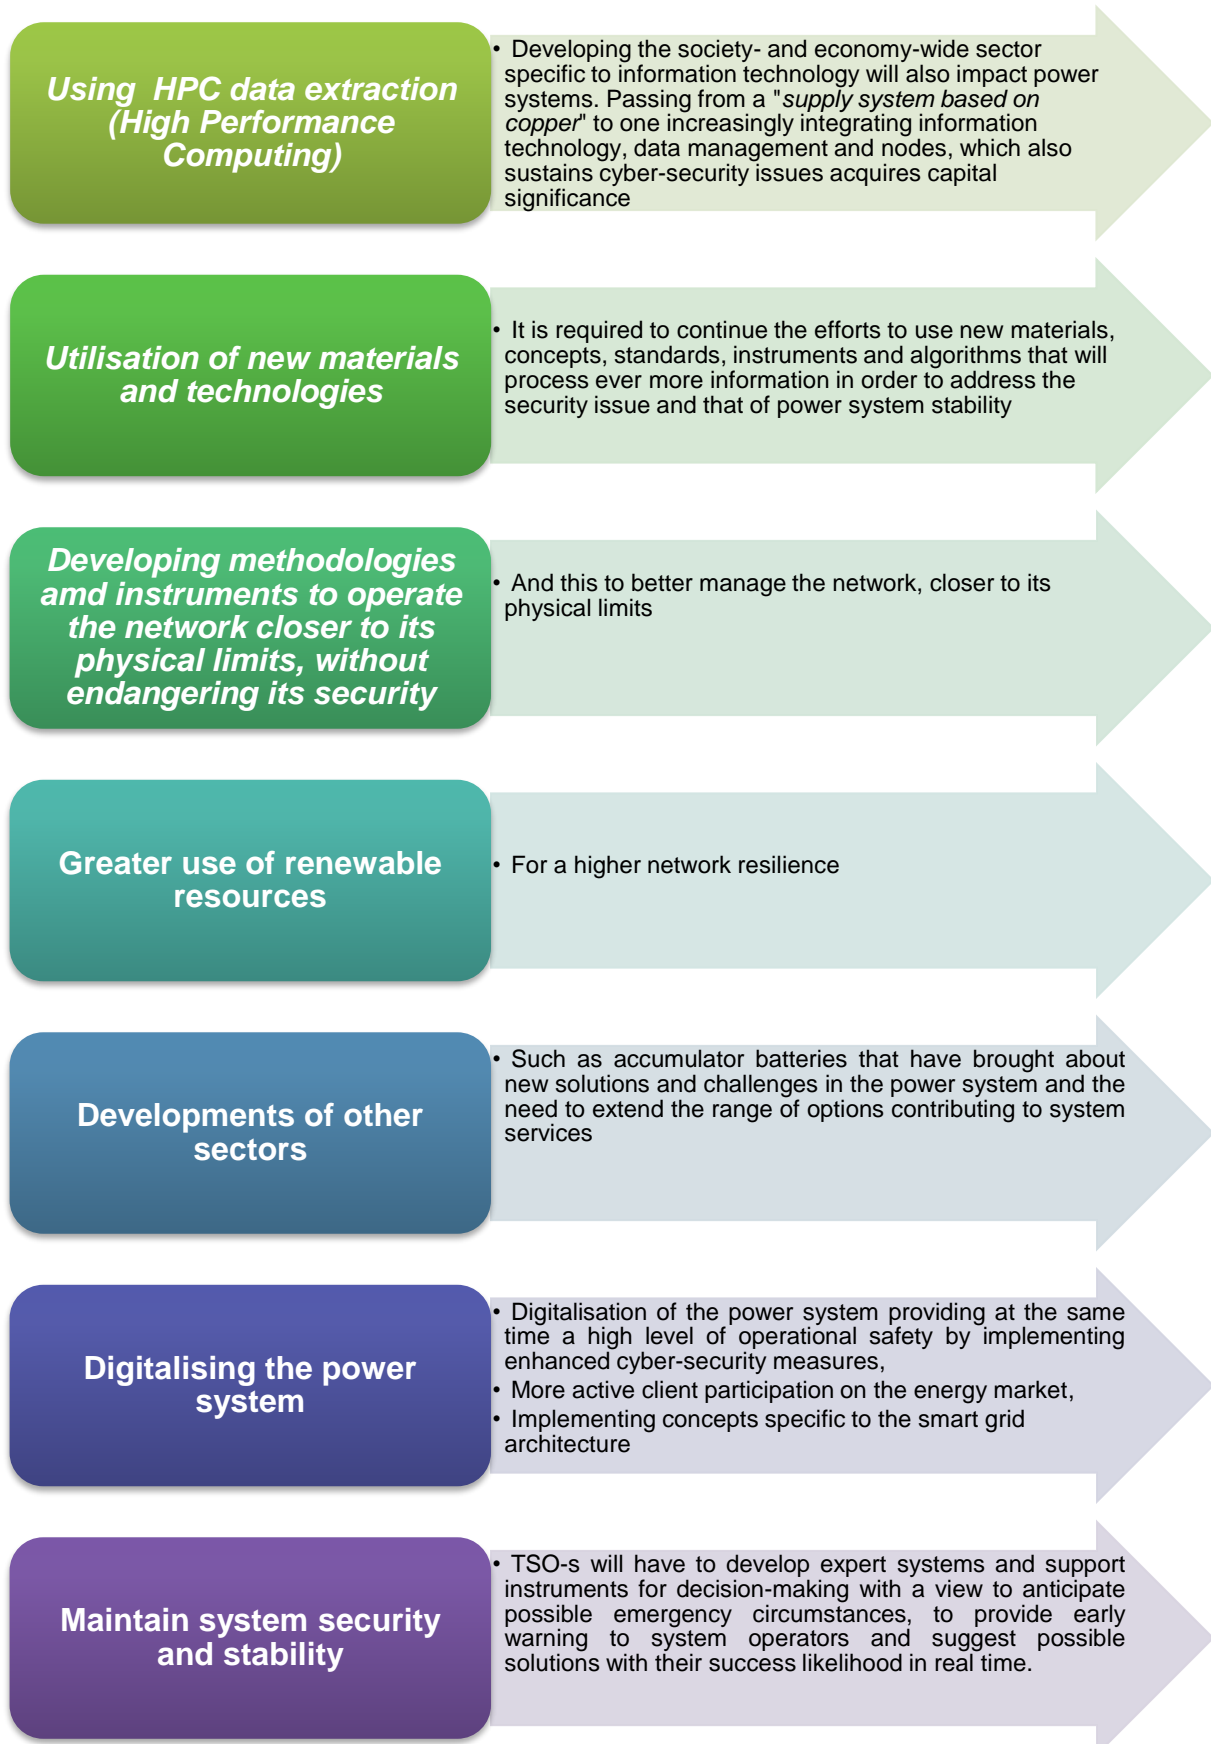 Using HPC data extraction
(High Performance
Computing)
• Developing the society- and economy-wide sector
specific to information technology will also impact power
systems. Passing from a "supply system based on
copper" to one increasingly integrating information
technology, data management and nodes, which also
sustains cyber-security issues acquires capital
significance
Utilisation of new materials
and technologies
• It is required to continue the efforts to use new materials,
concepts, standards, instruments and algorithms that will
process ever more information in order to address the
security issue and that of power system stability
Developing methodologies
amd instruments to operate
the network closer to its
physical limits, without
endangering its security
• And this to better manage the network, closer to its
physical limits
Greater use of renewable
resources
• For a higher network resilience
Developments of other
sectors
• Such as accumulator batteries that have brought about
new solutions and challenges in the power system and the
need to extend the range of options contributing to system
services
Digitalising the power
system
• Digitalisation of the power system providing at the same
time a high level of operational safety by implementing
enhanced cyber-security measures,
• More active client participation on the energy market,
• Implementing concepts specific to the smart grid
architecture
Maintain system security
and stability
• TSO-s will have to develop expert systems and support
instruments for decision-making with a view to anticipate
possible emergency circumstances, to provide early
warning to system operators and suggest possible
solutions with their success likelihood in real time.